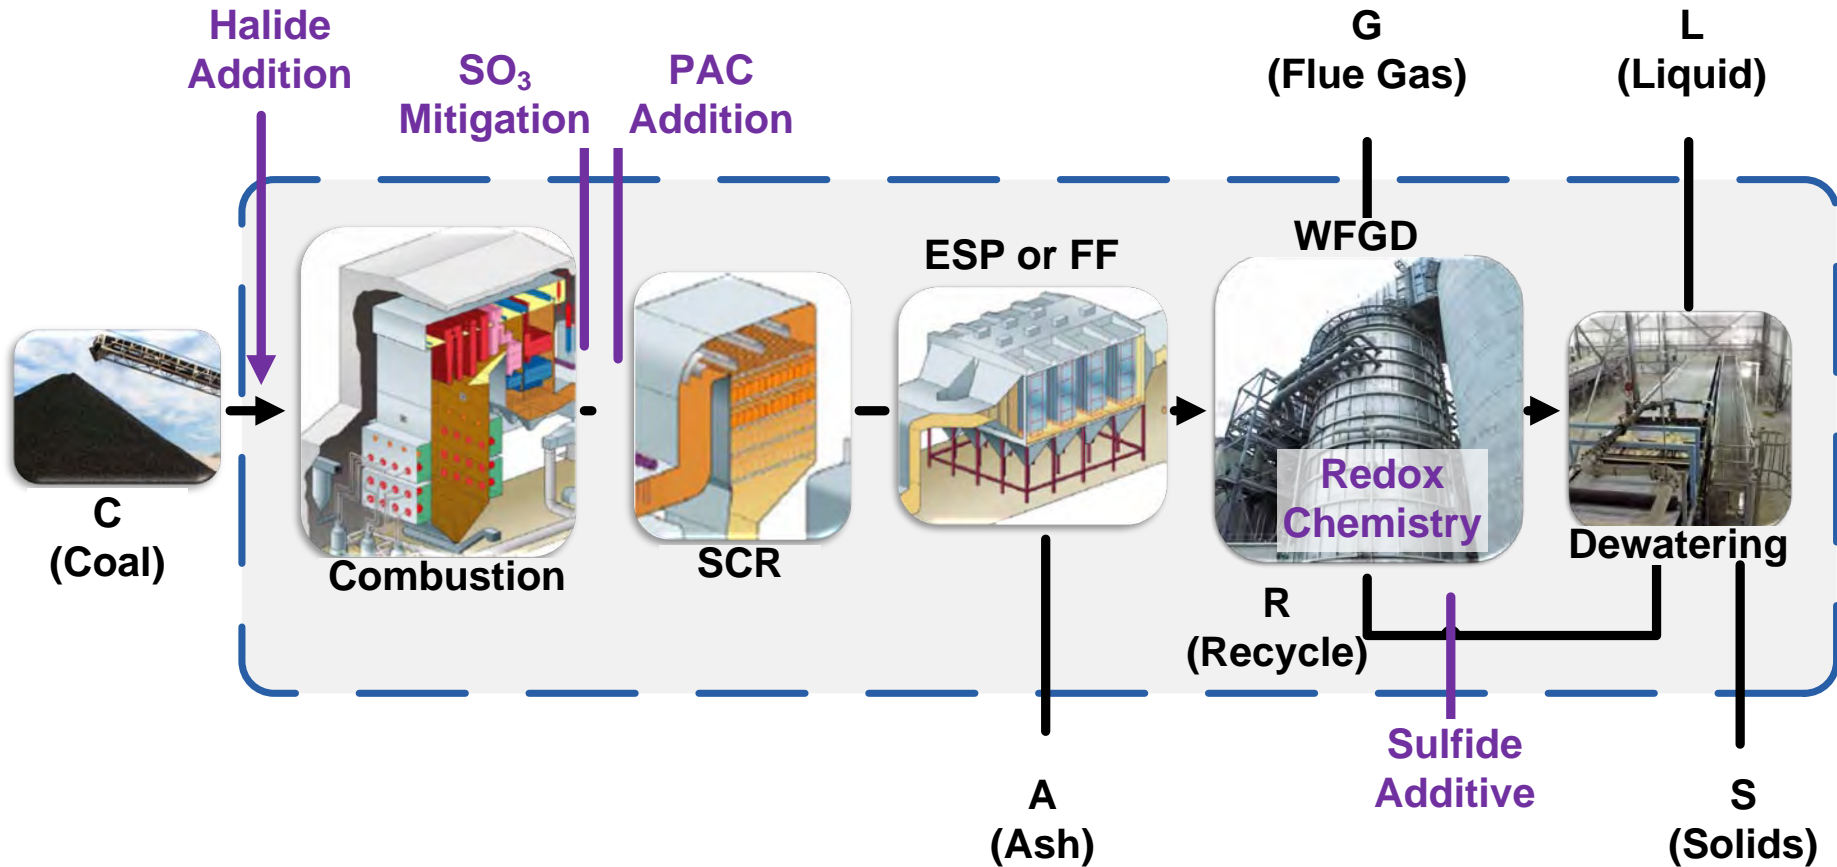 Halide
Addition
SO₃
Mitigation
PAC
Addition
G
(Flue Gas)
L
(Liquid)
WFGD
ESP or FF
Redox
Chemistry
C
(Coal)
Combustion
SCR
Dewatering
R
(Recycle)
Sulfide
Additive
A
(Ash)
S
(Solids)